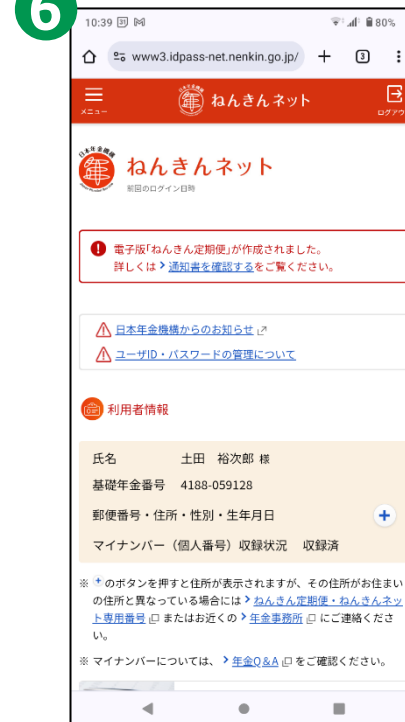 6
10:39 31 80%
www3.idpass-net.nenkin.go.jp/ + 3
メニュー 年 ねんきんネット ログアウ
日本年金機構 年 ねんきんネット
前回のログイン日時
電子版「ねんきん定期便」が作成されました。
詳しくは 通知書を確認するをご覧ください。
日本年金機構からのお知らせ
ユーザID・パスワードの管理について
利用者情報
氏名 土田 裕次郎 様
基礎年金番号 4188-059128
郵便番号・住所・性別・生年月日 +
マイナンバー（個人番号）収録状況 収録済
※ + のボタンを押すと住所が表示されますが、その住所がお住まい
の住所と異なっている場合には ねんきん定期便・ねんきんネッ
ト専用番号 またはお近くの 年金事務所 にご連絡くださ
い。
※ マイナンバーについては、 年金Q&A をご確認ください。